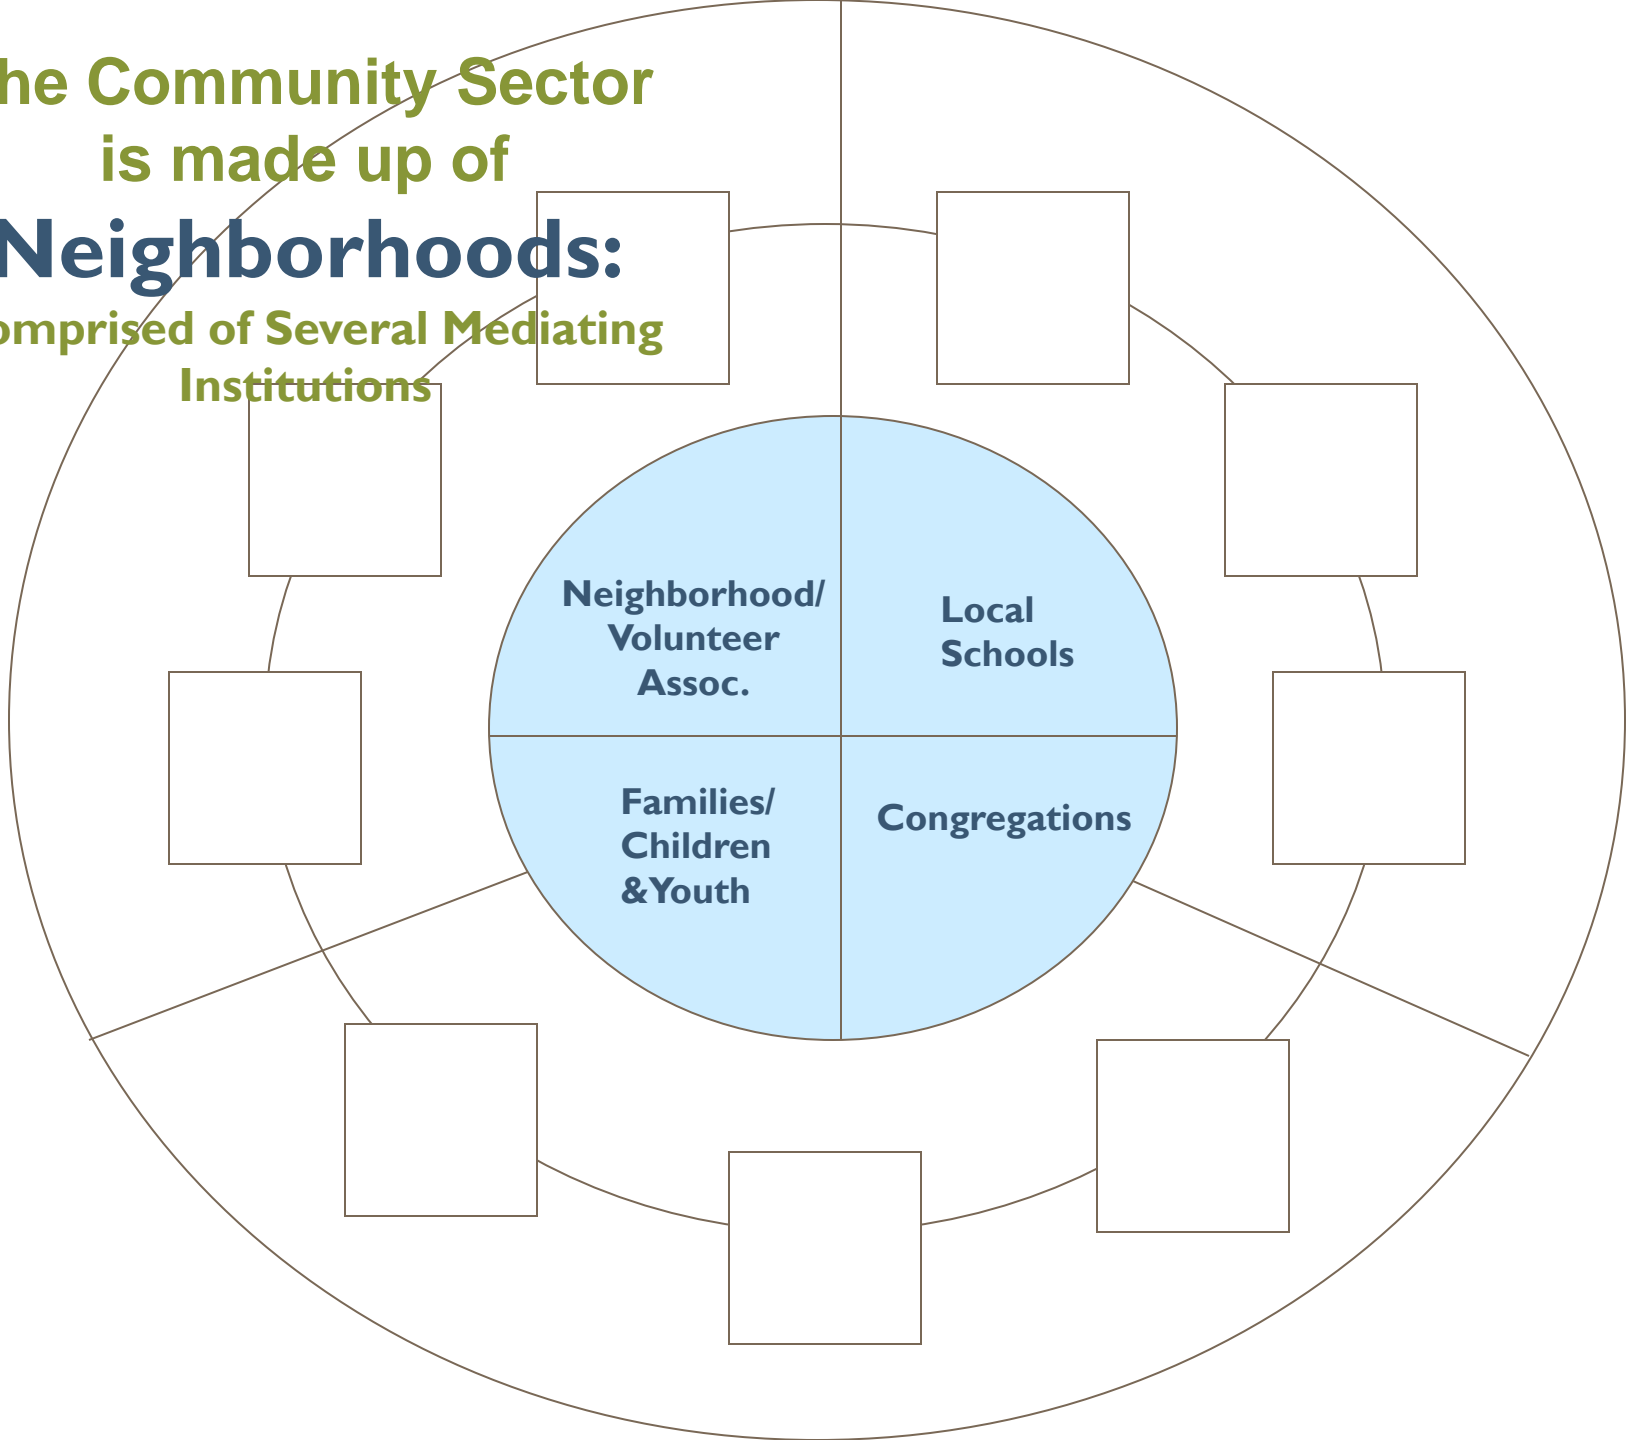 he Community Sector
is made up of
Neighborhoods:
omprised of Several Mediating
Institutions
Neighborhood/
Volunteer
Assoc.
Local
Schools
Families/
Children
&Youth
Congregations